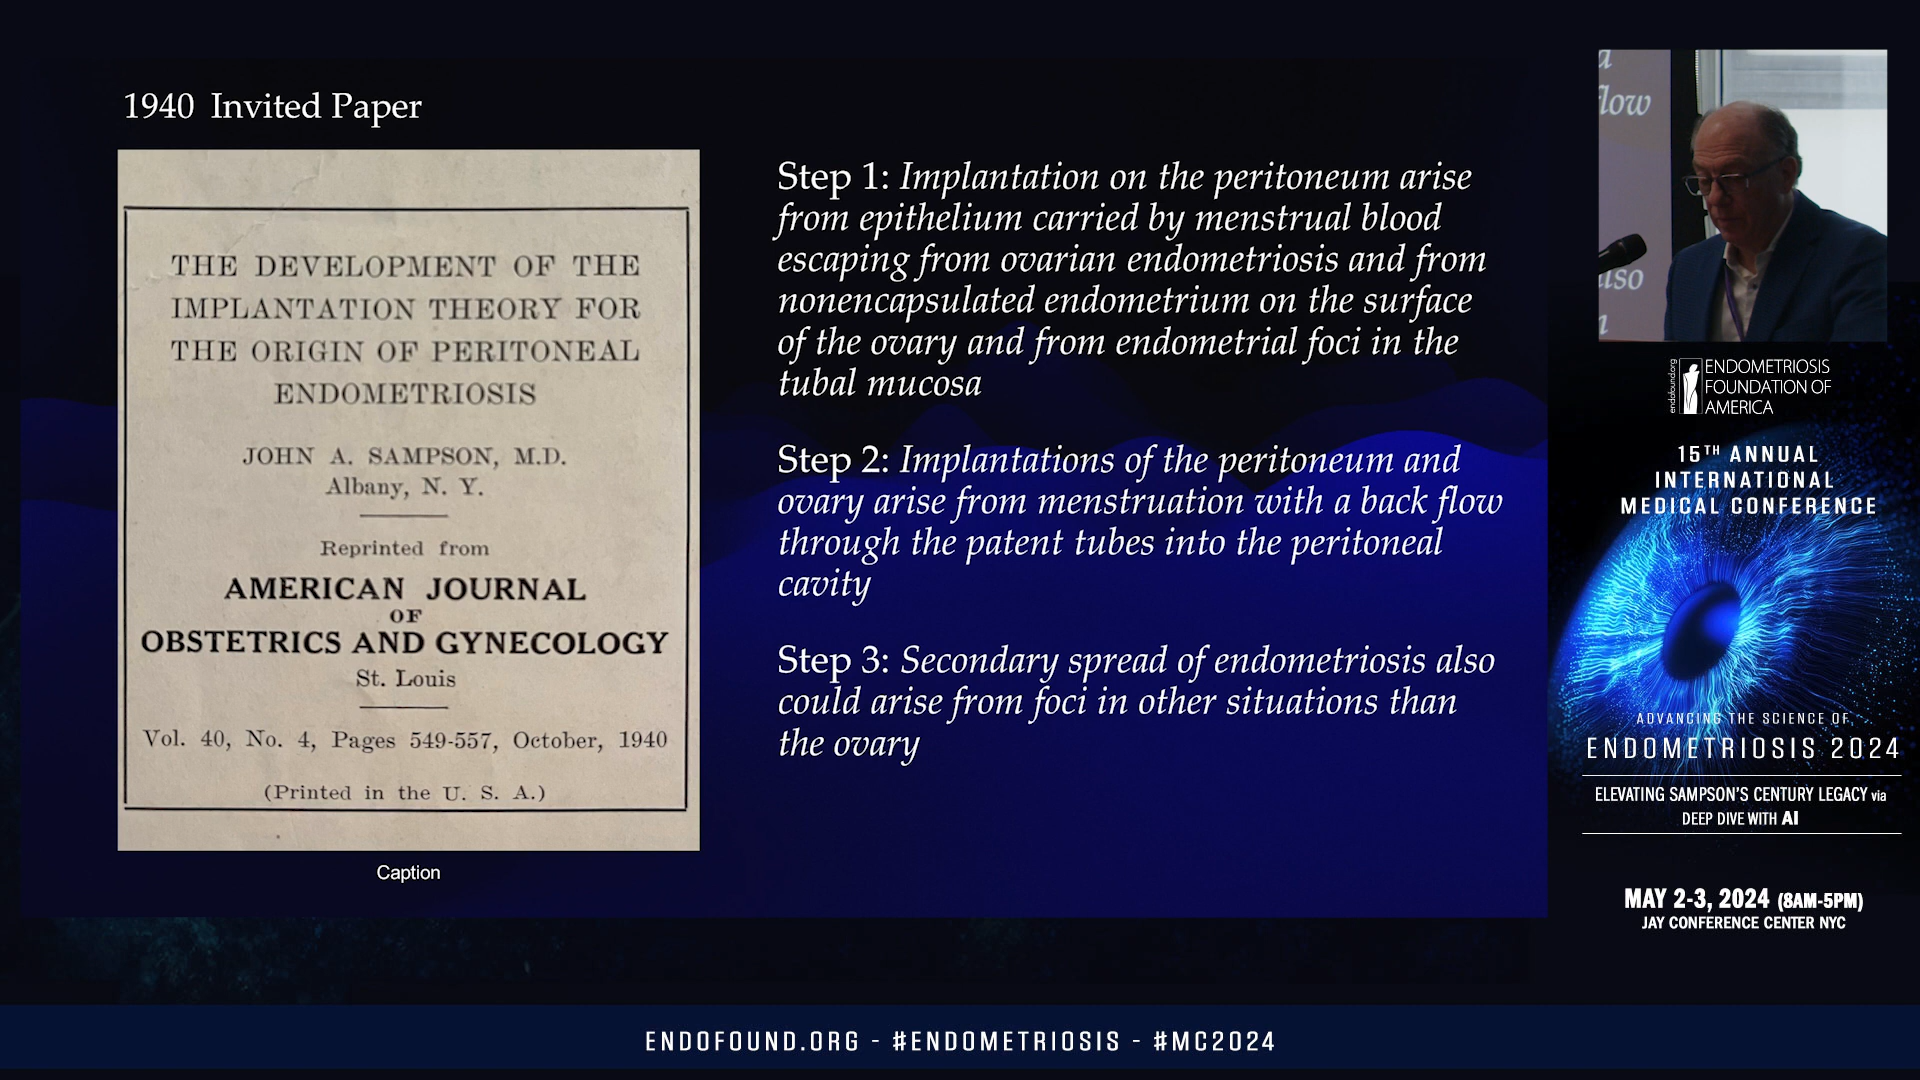 1940 Invited Paper
THE DEVELOPMENT OF THE
IMPLANTATION THEORY FOR
THE ORIGIN OF PERITONEAL
ENDOMETRIOSIS
JOHN A. SAMPSON, M.D.
Albany, N. Y.
Reprinted from
AMERICAN JOURNAL
OF
OBSTETRICS AND GYNECOLOGY
St. Louis
Vol. 40, No. 4, Pages 549-557, October, 1940
(Printed in the U. S. A.)
Caption
Step 1: Implantation on the peritoneum arise
from epithelium carried by menstrual blood
escaping from ovarian endometriosis and from
nonencapsulated endometrium on the surface
of the ovary and from endometrial foci in the
tubal mucosa
Step 2: Implantations of the peritoneum and
ovary arise from menstruation with a back flow
through the patent tubes into the peritoneal
cavity
Step 3: Secondary spread of endometriosis also
could arise from foci in other situations than
the ovary
flow
also
endofound.org
ENDOMETRIOSIS
FOUNDATION OF
AMERICA
15TH ANNUAL
INTERNATIONAL
MEDICAL CONFERENCE
ADVANCING THE SCIENCE OF
ENDOMETRIOSIS 2024
ELEVATING SAMPSON'S CENTURY LEGACY via
DEEP DIVE WITH AI
MAY 2-3, 2024 (8AM-5PM)
JAY CONFERENCE CENTER NYC
ENDOFOUND.ORG - #ENDOMETRIOSIS - #MC2024